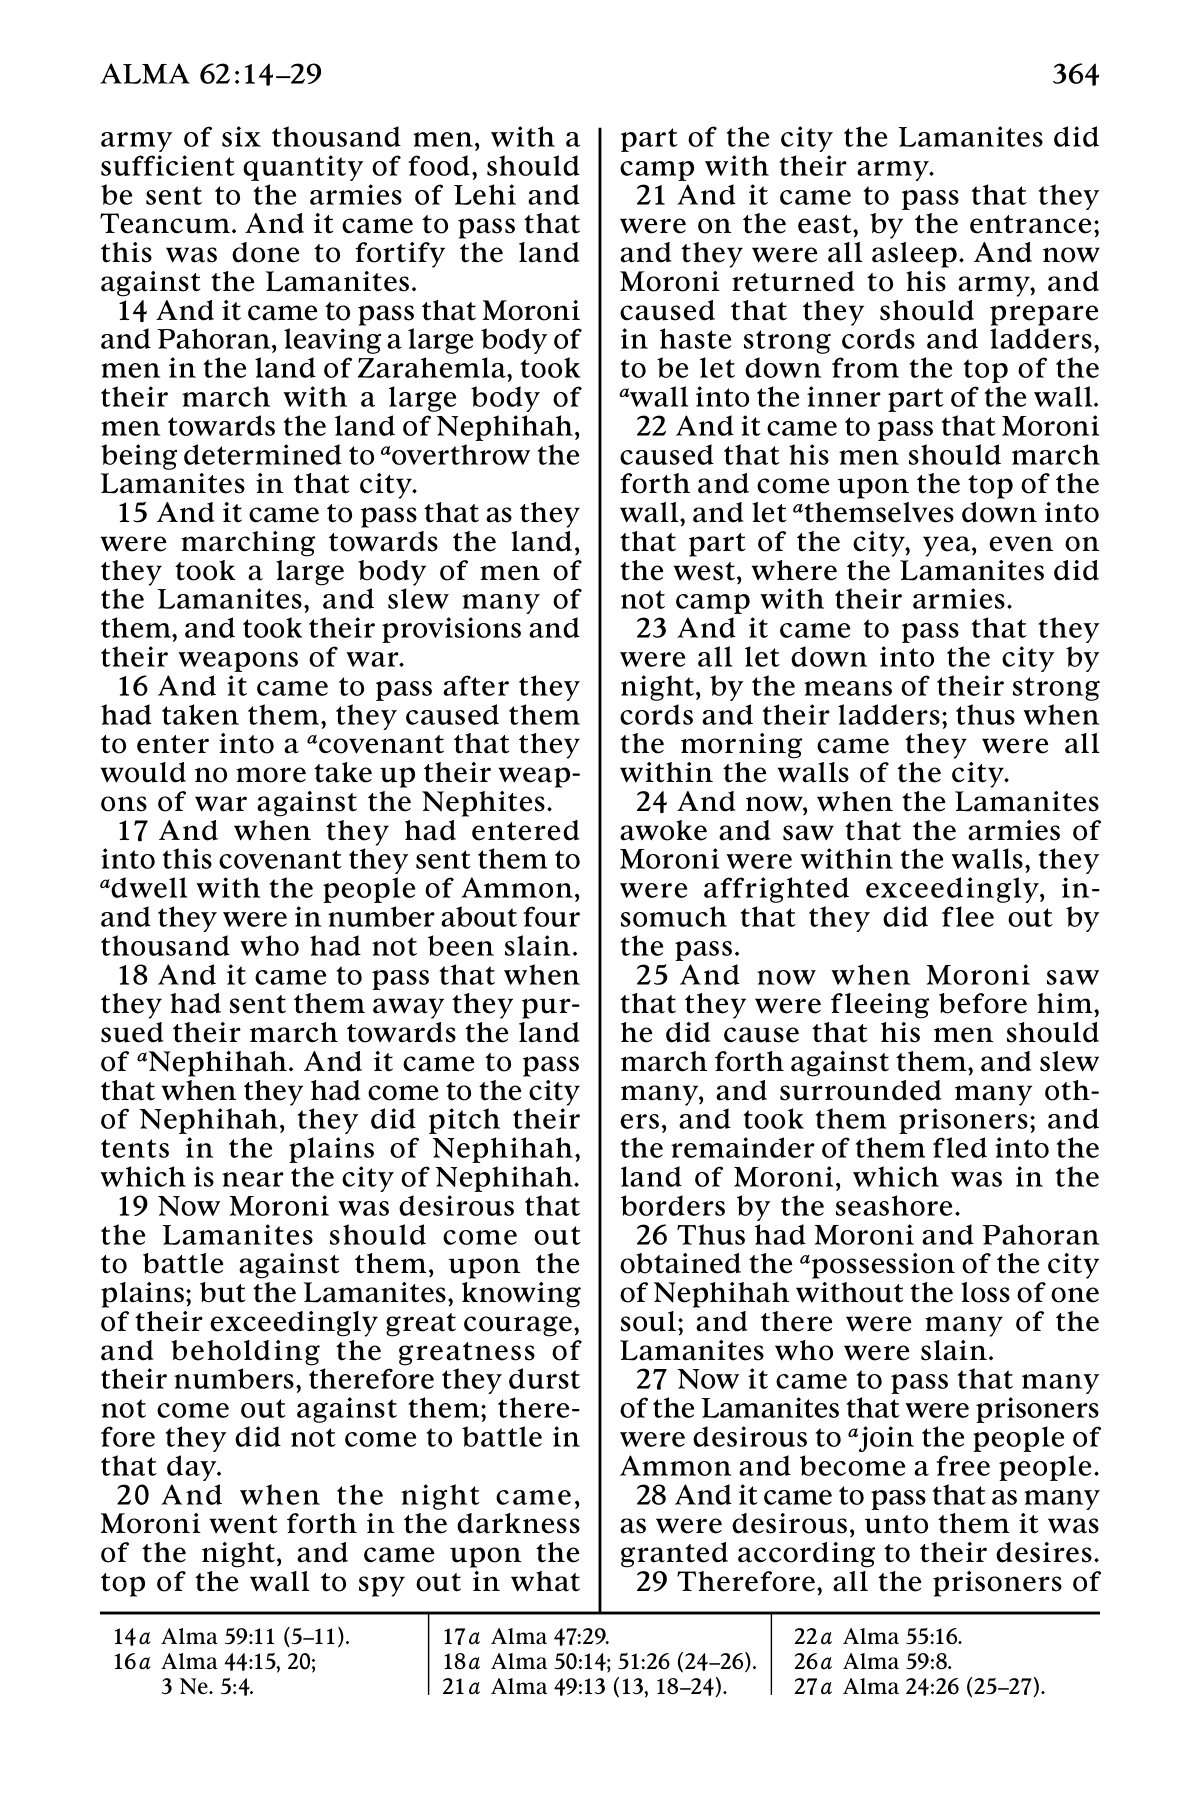 ALMA 62:14–29
364
army of six thousand men, with a
sufficient quantity of food, should
be sent to the armies of Lehi and
Teancum. And it came to pass that
this was done to fortify the land
against the Lamanites.
14 And it came to pass that Moroni
and Pahoran, leaving a large body of
men in the land of Zarahemla, took
their march with a large body of
men towards the land of Nephihah,
being determined to aoverthrow the
Lamanites in that city.
15 And it came to pass that as they
were marching towards the land,
they took a large body of men of
the Lamanites, and slew many of
them, and took their provisions and
their weapons of war.
16 And it came to pass after they
had taken them, they caused them
to enter into a acovenant that they
would no more take up their weap-
ons of war against the Nephites.
17 And when they had entered
into this covenant they sent them to
adwell with the people of Ammon,
and they were in number about four
thousand who had not been slain.
18 And it came to pass that when
they had sent them away they pur-
sued their march towards the land
of aNephihah. And it came to pass
that when they had come to the city
of Nephihah, they did pitch their
tents in the plains of Nephihah,
which is near the city of Nephihah.
19 Now Moroni was desirous that
the Lamanites should come out
to battle against them, upon the
plains; but the Lamanites, knowing
of their exceedingly great courage,
and beholding the greatness of
their numbers, therefore they durst
not come out against them; there-
fore they did not come to battle in
that day.
20 And when the night came,
Moroni went forth in the darkness
of the night, and came upon the
top of the wall to spy out in what
part of the city the Lamanites did
camp with their army.
21 And it came to pass that they
were on the east, by the entrance;
and they were all asleep. And now
Moroni returned to his army, and
caused that they should prepare
in haste strong cords and ladders,
to be let down from the top of the
awall into the inner part of the wall.
22 And it came to pass that Moroni
caused that his men should march
forth and come upon the top of the
wall, and let athemselves down into
that part of the city, yea, even on
the west, where the Lamanites did
not camp with their armies.
23 And it came to pass that they
were all let down into the city by
night, by the means of their strong
cords and their ladders; thus when
the morning came they were all
within the walls of the city.
24 And now, when the Lamanites
awoke and saw that the armies of
Moroni were within the walls, they
were affrighted exceedingly, in-
somuch that they did flee out by
the pass.
25 And now when Moroni saw
that they were fleeing before him,
he did cause that his men should
march forth against them, and slew
many, and surrounded many oth-
ers, and took them prisoners; and
the remainder of them fled into the
land of Moroni, which was in the
borders by the seashore.
26 Thus had Moroni and Pahoran
obtained the apossession of the city
of Nephihah without the loss of one
soul; and there were many of the
Lamanites who were slain.
27 Now it came to pass that many
of the Lamanites that were prisoners
were desirous to ajoin the people of
Ammon and become a free people.
28 And it came to pass that as many
as were desirous, unto them it was
granted according to their desires.
29 Therefore, all the prisoners of
14a Alma 59:11 (5–11).
16a Alma 44:15, 20;
3 Ne. 5:4.
17a Alma 47:29.
18a Alma 50:14; 51:26 (24–26).
21a Alma 49:13 (13, 18–24).
22a Alma 55:16.
26a Alma 59:8.
27a Alma 24:26 (25–27).